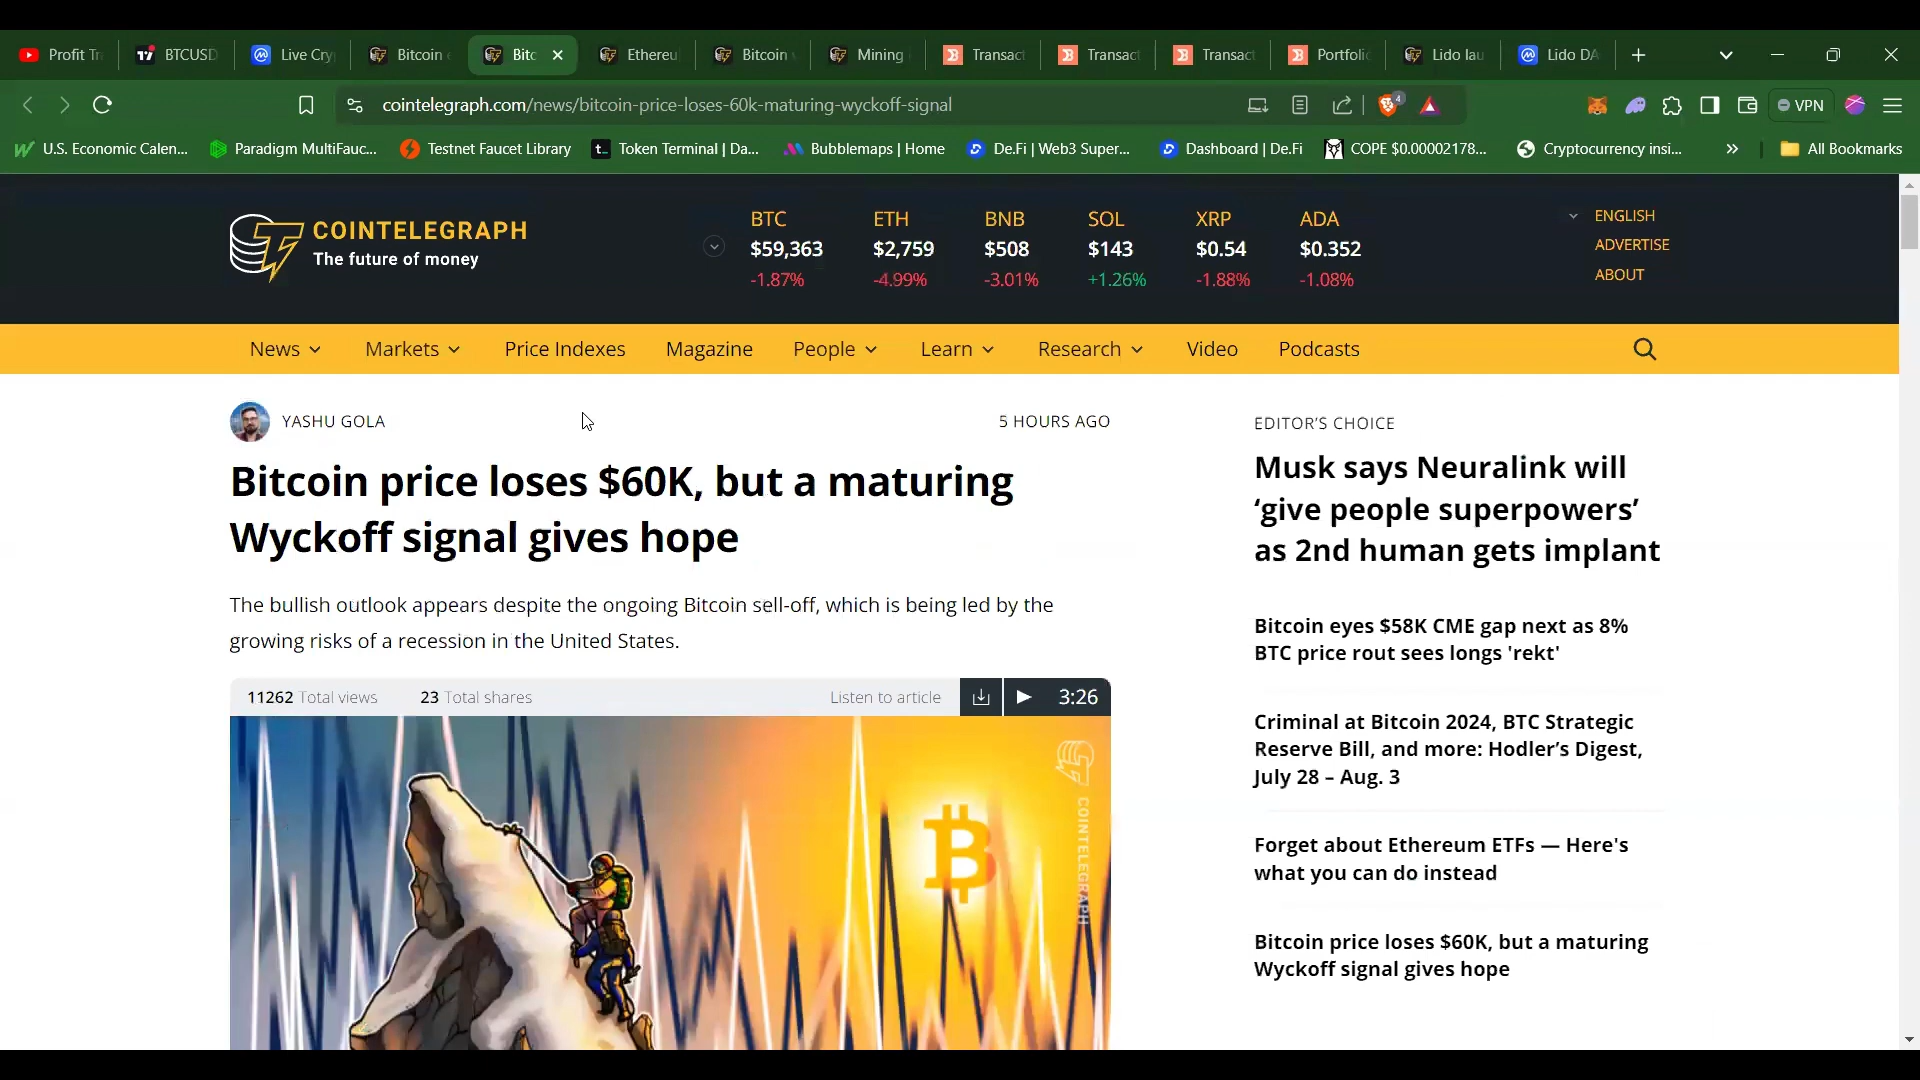 Profit Tr
BTCUSD
Live Cry
Bitcoin e
Bitc
Ethereu
Bitcoin
Mining
Transact
Transact
Transact
Portfolio
Lido lau
Lido DA
cointelegraph.com/news/bitcoin-price-loses-60k-maturing-wyckoff-signal
4
VPN
U.S. Economic Calen...
Paradigm MultiFauc...
Testnet Faucet Library
Token Terminal | Da...
Bubblemaps | Home
De.Fi | Web3 Super...
Dashboard | De.Fi
COPE $0.00002178...
Cryptocurrency insi...
All Bookmarks
COINTELEGRAPH
The future of money
BTC
$59,363
-1.87%
ETH
$2,759
-4.99%
BNB
$508
-3.01%
SOL
$143
+1.26%
XRP
$0.54
-1.88%
ADA
$0.352
-1.08%
ENGLISH
ADVERTISE
ABOUT
News
Markets
Price Indexes
Magazine
People
Learn
Research
Video
Podcasts
YASHU GOLA
5 HOURS AGO
Bitcoin price loses $60K, but a maturing
Wyckoff signal gives hope
The bullish outlook appears despite the ongoing Bitcoin sell-off, which is being led by the
growing risks of a recession in the United States.
11262 Total views
23 Total shares
Listen to article
3:26
COINTELEGRAPH
EDITOR'S CHOICE
Musk says Neuralink will
‘give people superpowers’
as 2nd human gets implant
Bitcoin eyes $58K CME gap next as 8%
BTC price rout sees longs 'rekt'
Criminal at Bitcoin 2024, BTC Strategic
Reserve Bill, and more: Hodler’s Digest,
July 28 – Aug. 3
Forget about Ethereum ETFs — Here's
what you can do instead
Bitcoin price loses $60K, but a maturing
Wyckoff signal gives hope